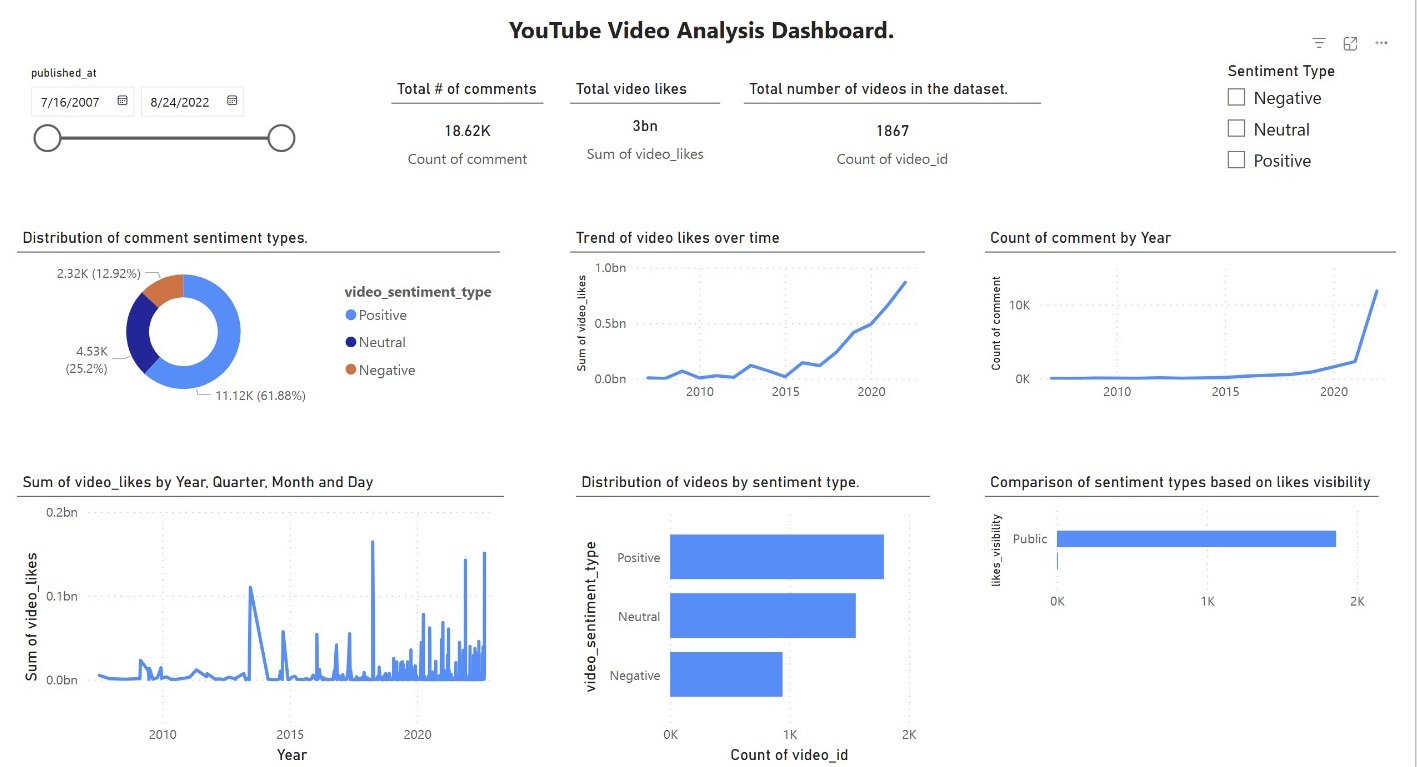 YouTube Video Analysis Dashboard.
published_at
7/16/2007
8/24/2022
Total # of comments
18.62K
Count of comment
Total video likes
3bn
Sum of video_likes
Total number of videos in the dataset.
1867
Count of video_id
Sentiment Type
Negative
Neutral
Positive
Distribution of comment sentiment types.
2.32K (12.92%)
4.53K
(25.2%)
11.12K (61.88%)
video_sentiment_type
Positive
Neutral
Negative
Trend of video likes over time
Sum of video_likes
1.0bn
0.5bn
0.0bn
2010
2015
2020
Count of comment by Year
Count of comment
10K
0K
2010
2015
2020
Sum of video_likes by Year, Quarter, Month and Day
Sum of video_likes
0.2bn
0.1bn
0.0bn
2010
2015
2020
Year
Distribution of videos by sentiment type.
video_sentiment_type
Positive
Neutral
Negative
0K
1K
2K
Count of video_id
Comparison of sentiment types based on likes visibility
likes_visibility
Public
0K
1K
2K